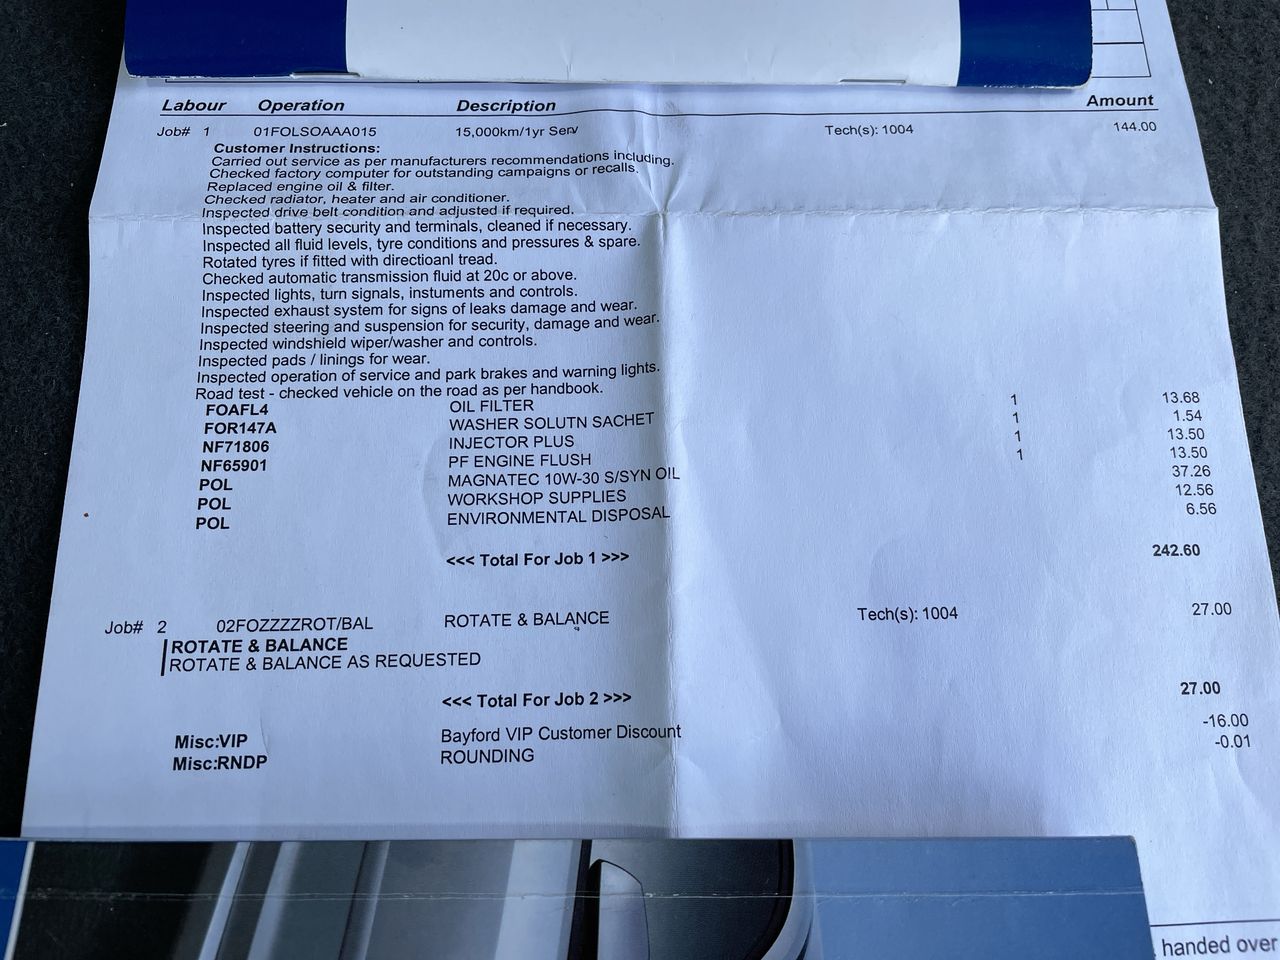 Labour Operation Description Amount
Job# 1 01FOLSOAAA015 15,000km/1yr Serv Tech(s): 1004 144.00
Customer Instructions:
Carried out service as per manufacturers recommendations including.
Checked factory computer for outstanding campaigns or recalls.
Replaced engine oil & filter.
Checked radiator, heater and air conditioner.
Inspected drive belt condition and adjusted if required.
Inspected battery security and terminals, cleaned if necessary.
Inspected all fluid levels, tyre conditions and pressures & spare.
Rotated tyres if fitted with directioanl tread.
Checked automatic transmission fluid at 20c or above.
Inspected lights, turn signals, instuments and controls.
Inspected exhaust system for signs of leaks damage and wear.
Inspected steering and suspension for security, damage and wear.
Inspected windshield wiper/washer and controls.
Inspected pads / linings for wear.
Inspected operation of service and park brakes and warning lights.
Road test - checked vehicle on the road as per handbook.
FOAFL4 OIL FILTER 1 13.68
FOR147A WASHER SOLUTN SACHET 1 1.54
NF71806 INJECTOR PLUS 1 13.50
NF65901 PF ENGINE FLUSH 1 13.50
POL MAGNATEC 10W-30 S/SYN OIL 37.26
POL WORKSHOP SUPPLIES 12.56
POL ENVIRONMENTAL DISPOSAL 6.56
<<< Total For Job 1 >>> 242.60
Job# 2 02FOZZZZROT/BAL ROTATE & BALANCE Tech(s): 1004 27.00
ROTATE & BALANCE
ROTATE & BALANCE AS REQUESTED
<<< Total For Job 2 >>> 27.00
Misc:VIP Bayford VIP Customer Discount -16.00
Misc:RNDP ROUNDING -0.01
handed over